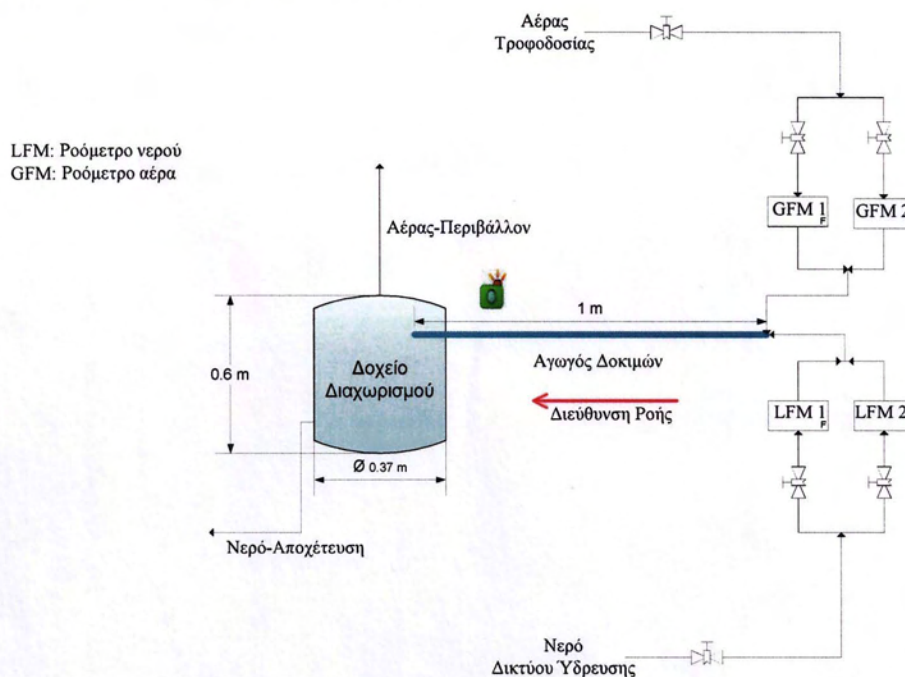 Αέρας
Τροφοδοσίας
LFM: Ροόμετρο νερού
GFM: Ροόμετρο αέρα
GFM 1
F
GFM 2
Αέρας-Περιβάλλον
1 m
0.6 m
Δοχείο
Διαχωρισμού
Αγωγός Δοκιμών
Διεύθυνση Ροής
LFM 1
F
LFM 2
Ø 0.37 m
Νερό-Αποχέτευση
Νερό
Δικτύου Ύδρευσης